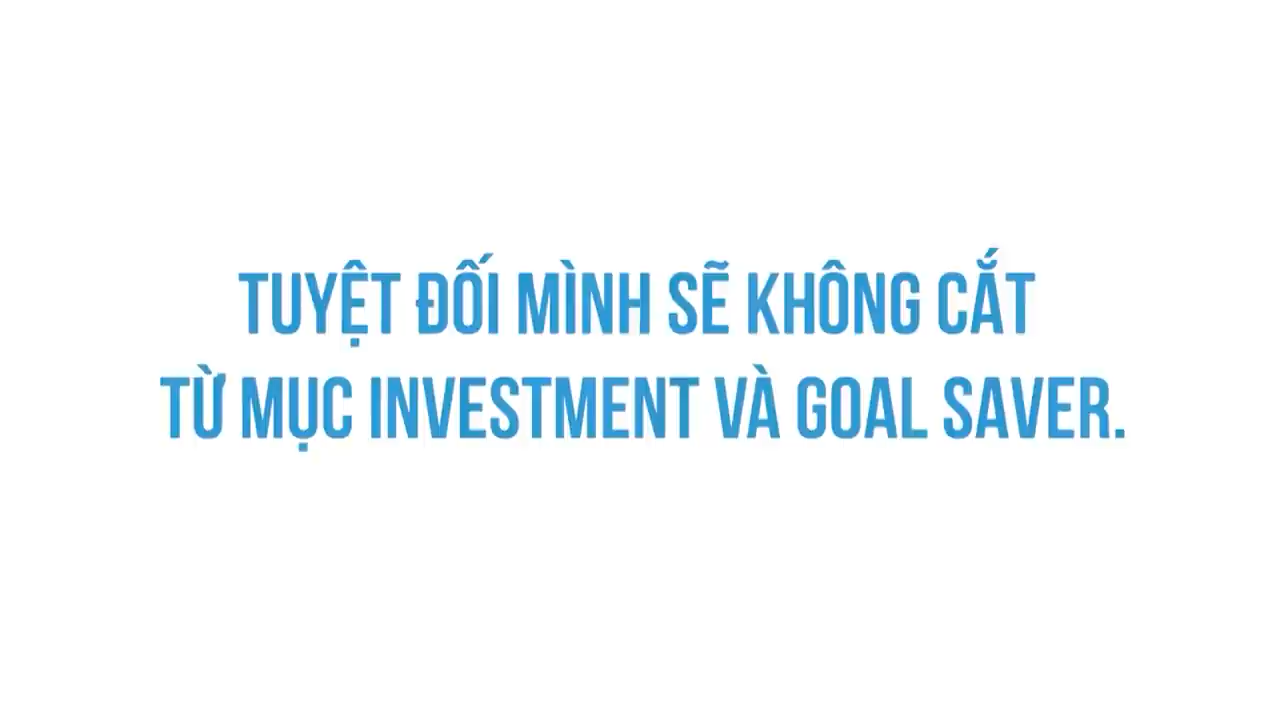 TUYỆT ĐỐI MÌNH SẼ KHÔNG CẮT
TỪ MỤC INVESTMENT VÀ GOAL SAVER.